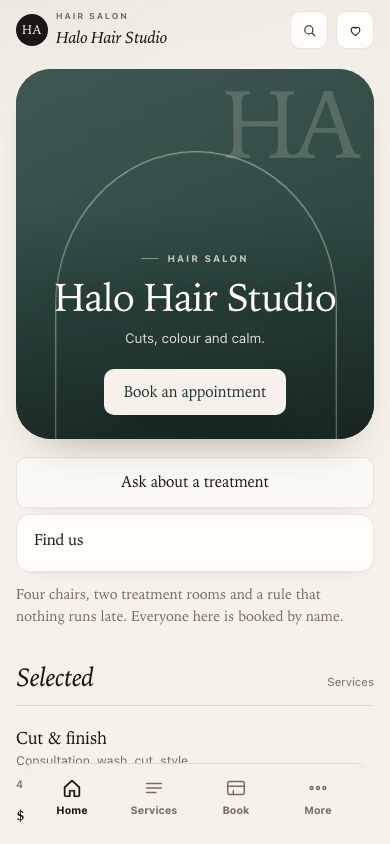 HAIR SALON
HA
Halo Hair Studio
HA
HAIR SALON
Halo Hair Studio
Cuts, colour and calm.
Book an appointment
Ask about a treatment
Find us
Four chairs, two treatment rooms and a rule that
nothing runs late. Everyone here is booked by name.
Selected
Services
Cut & finish
Consultation, wash, cut, style
4
$
Home
Services
Book
More